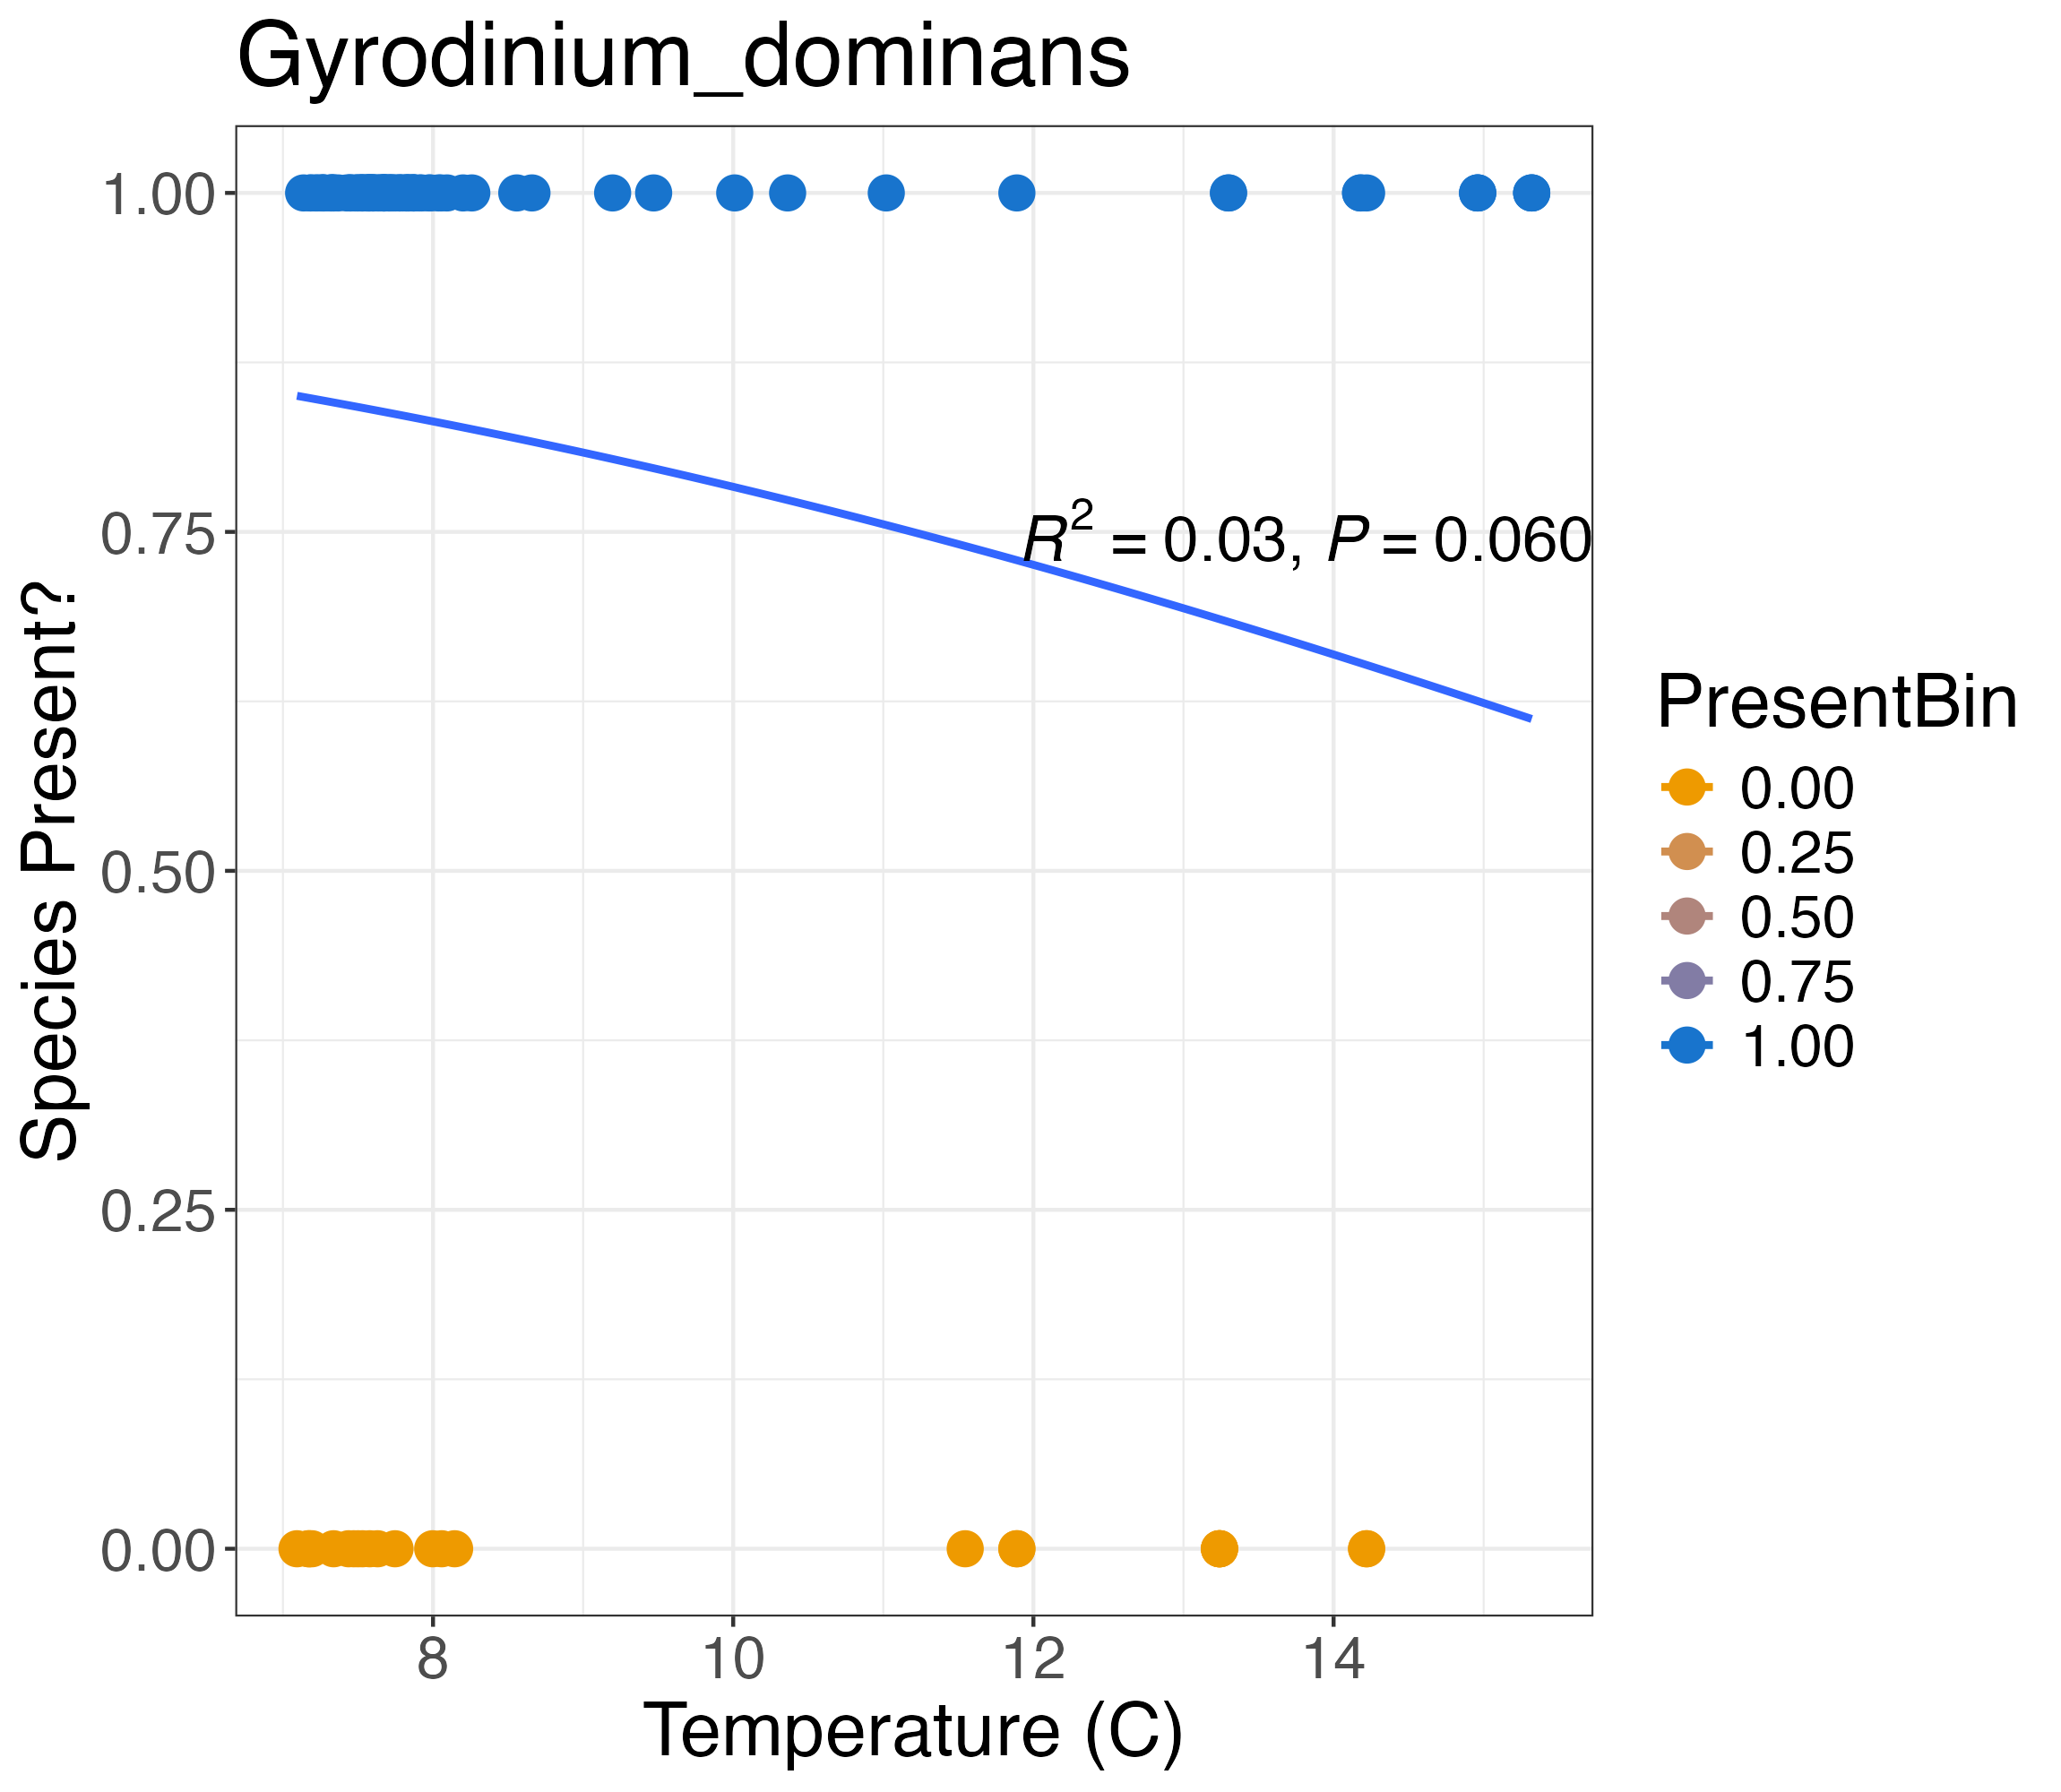 Gyrodinium_dominans
1.00
0.75
0.50
0.25
0.00
Species Present?
R² = 0.03, P = 0.060
8 10 12 14
Temperature (C)
PresentBin
0.00
0.25
0.50
0.75
1.00